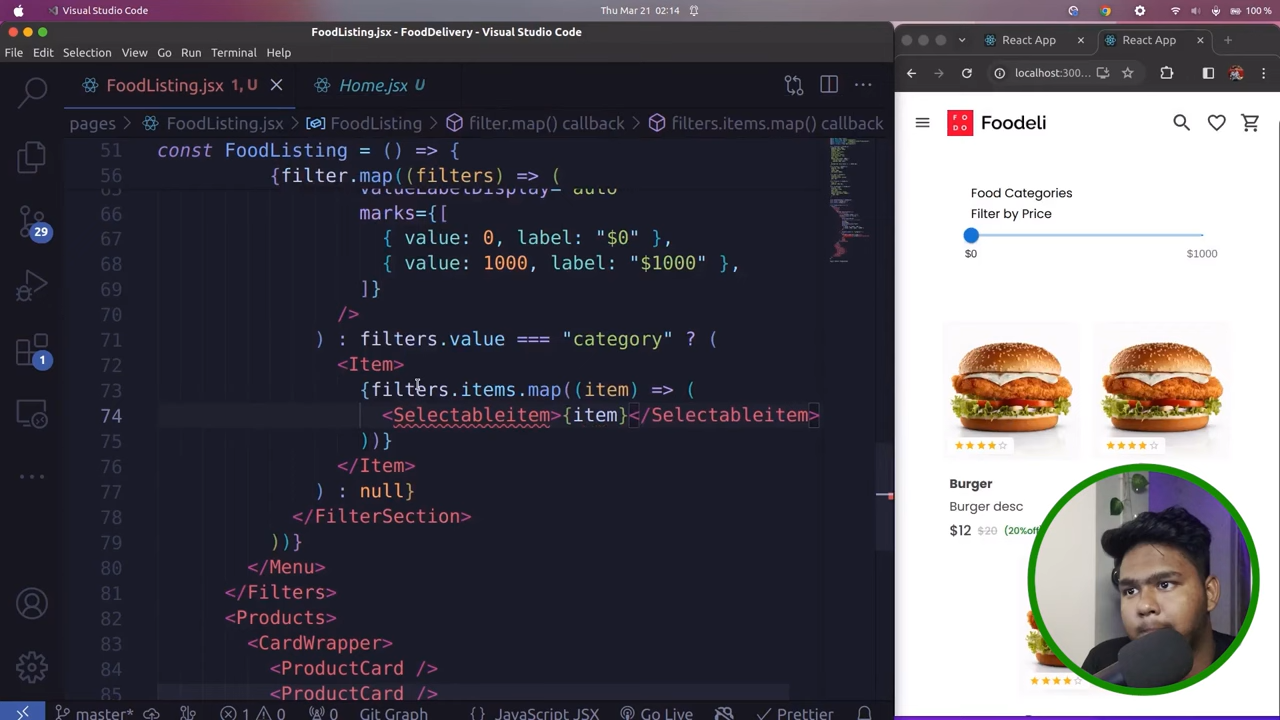 Visual Studio Code
Thu Mar 21 02:14
100 %
FoodListing.jsx - FoodDelivery - Visual Studio Code
File Edit Selection View Go Run Terminal Help
FoodListing.jsx 1, U
Home.jsx U
pages > FoodListing.jsx > FoodListing > filter.map() callback > filters.items.map() callback
51 const FoodListing = () => {
56 {filter.map((filters) => (
65 valueLabelDisplay="auto"
66 marks={[
67 { value: 0, label: "$0" },
68 { value: 1000, label: "$1000" },
69 ]}
70 />
71 ) : filters.value === "category" ? (
72 <Item>
73 {filters.items.map((item) => (
74 <Selectableitem>{item}</Selectableitem>
75 ))}
76 </Item>
77 ) : null}
78 </FilterSection>
79 ))}
80 </Menu>
81 </Filters>
82 <Products>
83 <CardWrapper>
84 <ProductCard />
85 <ProductCard />
29
1
master*
1 0
0
Git Graph
JavaScript JSX
Go Live
Prettier
React App
React App
localhost:300...
FO
DO
Foodeli
Food Categories
Filter by Price
$0
$1000
Burger
Burger desc
$12 $20 (20%off